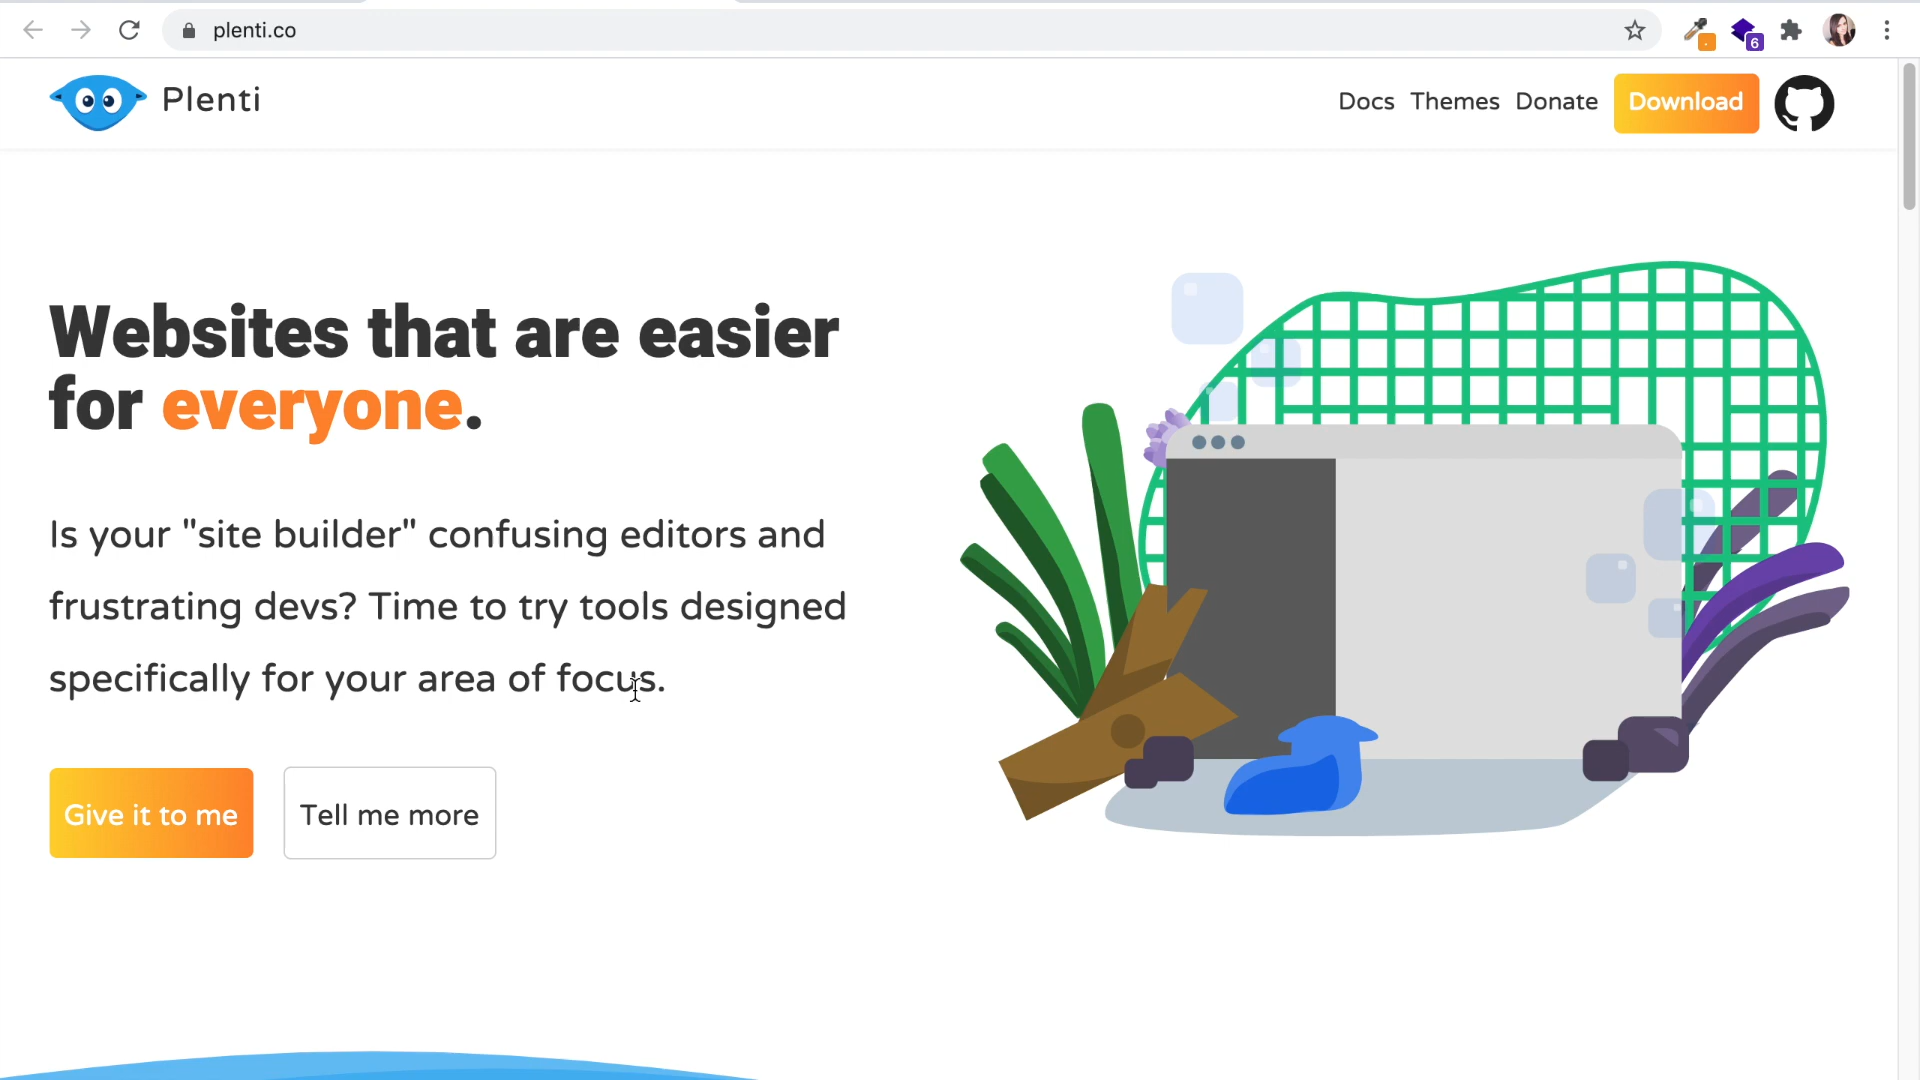 plenti.co
6
Plenti
Docs Themes Donate Download
Websites that are easier
for everyone.
Is your "site builder" confusing editors and
frustrating devs? Time to try tools designed
specifically for your area of focus.
Give it to me Tell me more